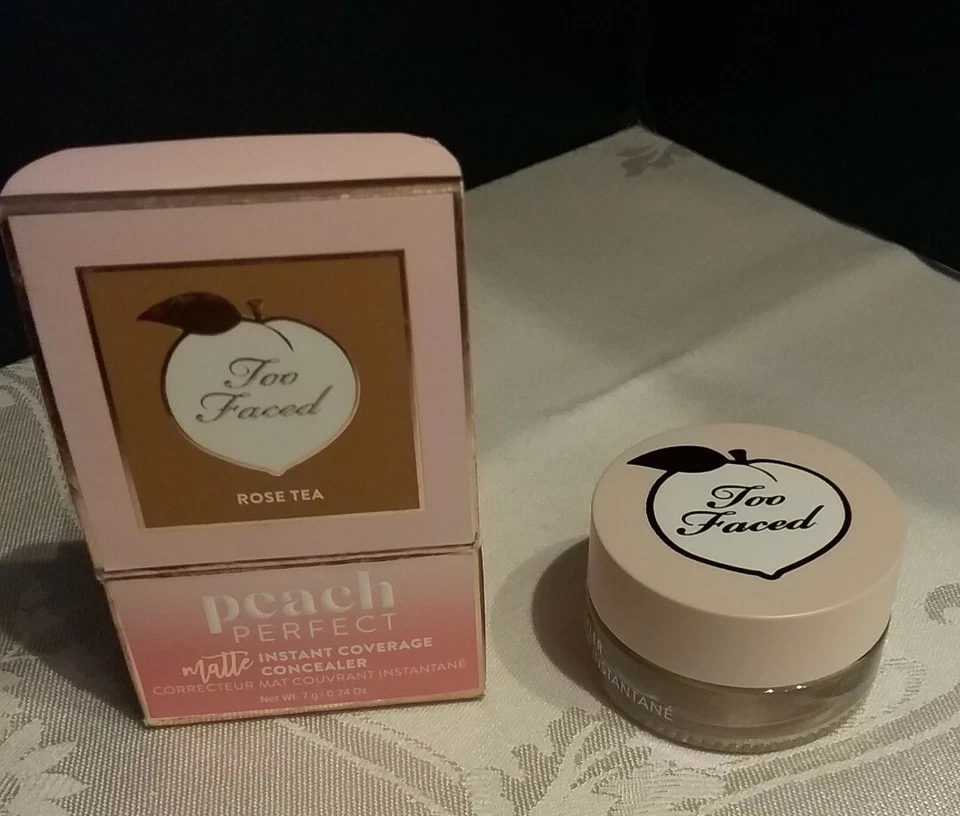 Too
Faced
ROSE TEA
peach
PERFECT
matte INSTANT COVERAGE
CONCEALER
CORRECTEUR MAT COUVRANT INSTANTANÉ
Net Wt. 7 g / 0.24 Oz.
Too
Faced
STANTANÉ